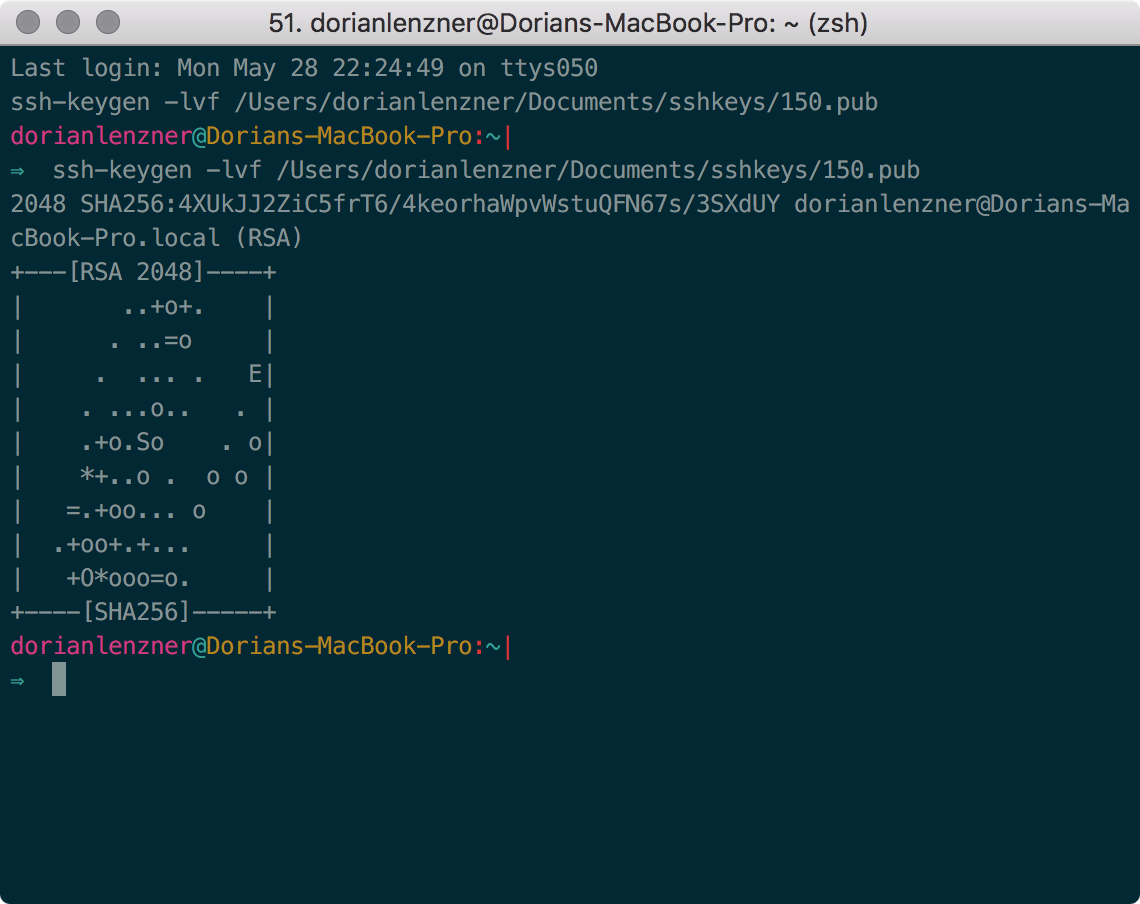 51. dorianlenzner@Dorians-MacBook-Pro: ~ (zsh)
Last login: Mon May 28 22:24:49 on ttys050
ssh-keygen -lvf /Users/dorianlenzner/Documents/sshkeys/150.pub
dorianlenzner@Dorians-MacBook-Pro:~|
⇒  ssh-keygen -lvf /Users/dorianlenzner/Documents/sshkeys/150.pub
2048 SHA256:4XUkJJ2ZiC5frT6/4keorhaWpvWstuQFN67s/3SXdUY dorianlenzner@Dorians-Ma
cBook-Pro.local (RSA)
+---[RSA 2048]----+
|       ..+o+.    |
|      . ..=o     |
|     .  ... .   E|
|    . ...o..   . |
|    .+o.So    . o|
|    *+..o .  o o |
|   =.+oo... o    |
|  .+oo+.+...     |
|   +O*ooo=o.     |
+----[SHA256]-----+
dorianlenzner@Dorians-MacBook-Pro:~|
⇒